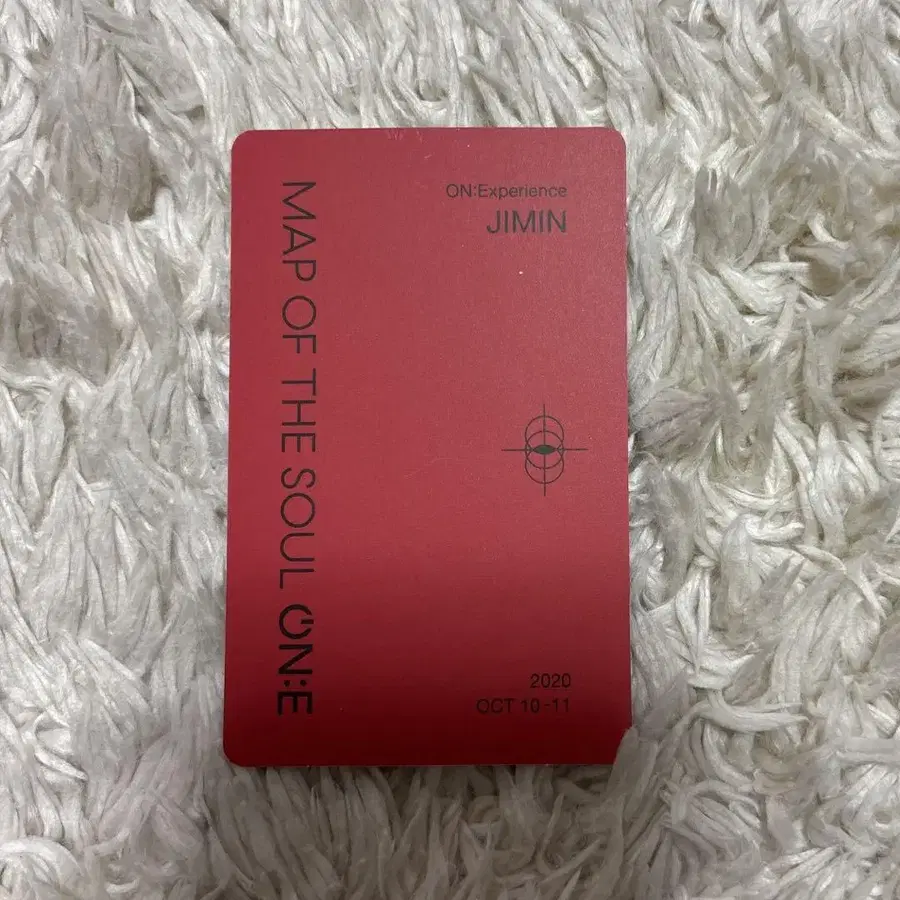 ON:Experience
JIMIN
MAP OF THE SOUL ON:E
2020
OCT 10-11